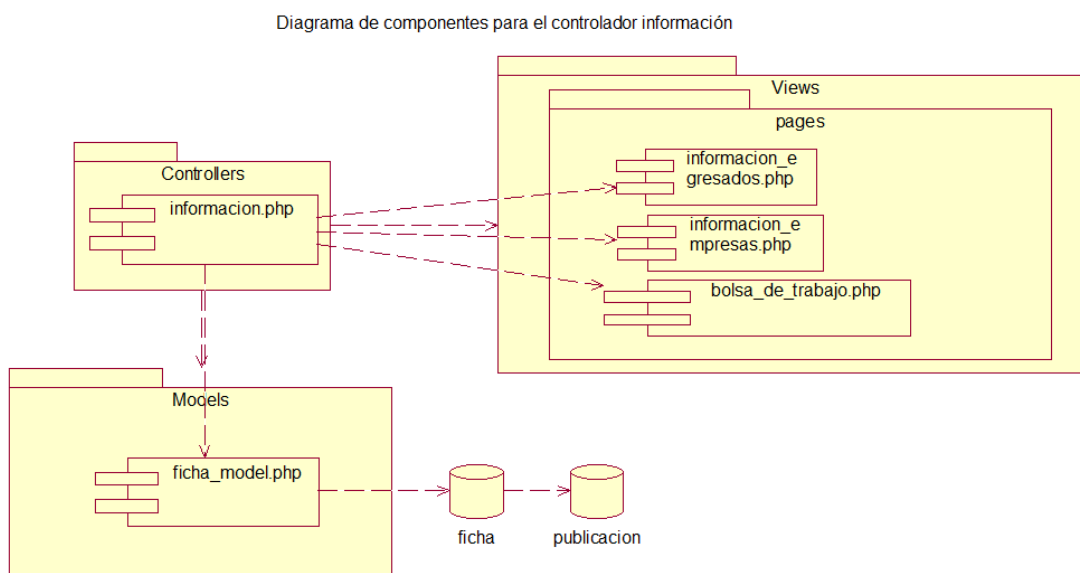 Diagrama de componentes para el controlador información
Views
pages
informacion_e
gresados.php
informacion_e
mpresas.php
bolsa_de_trabajo.php
Controllers
informacion.php
Models
ficha_model.php
ficha
publicacion